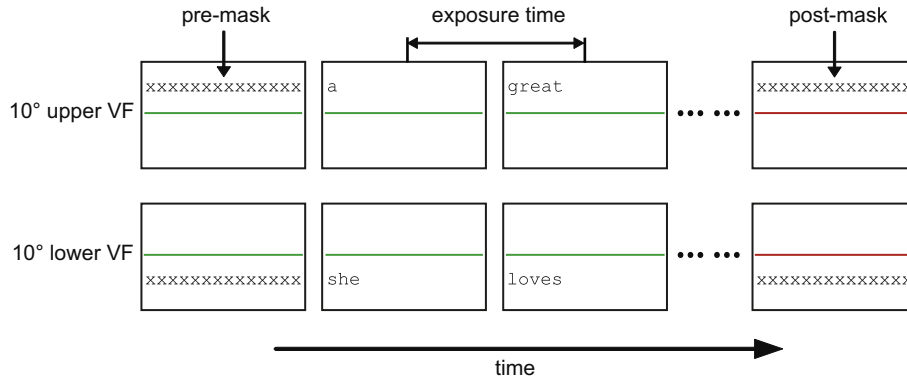 pre-mask exposure time post-mask
10° upper VF xxxxxxxxxxxxxx a great xxxxxxxxxxxxxx
10° lower VF xxxxxxxxxxxxxx she loves xxxxxxxxxxxxxx
time